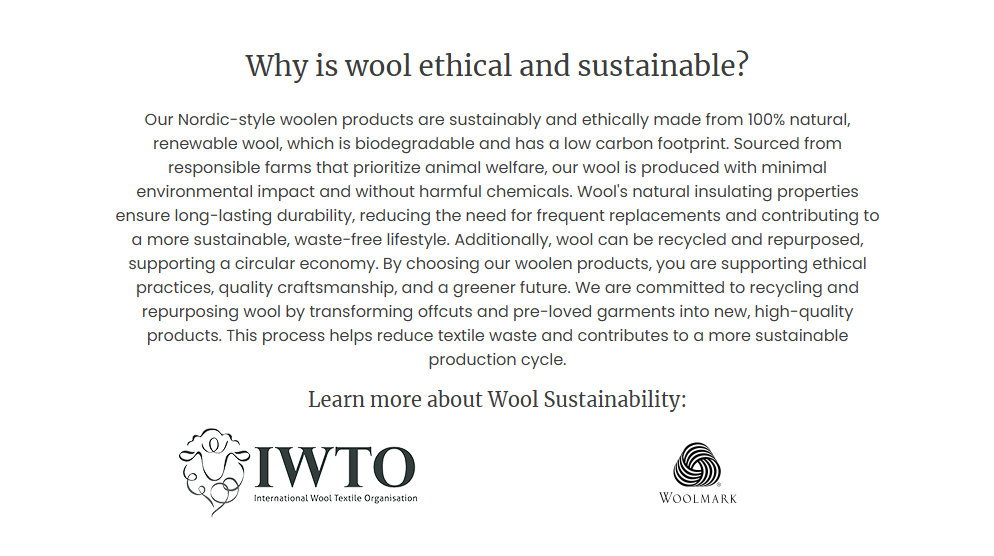 Why is wool ethical and sustainable?
Our Nordic-style woolen products are sustainably and ethically made from 100% natural,
renewable wool, which is biodegradable and has a low carbon footprint. Sourced from
responsible farms that prioritize animal welfare, our wool is produced with minimal
environmental impact and without harmful chemicals. Wool's natural insulating properties
ensure long-lasting durability, reducing the need for frequent replacements and contributing to
a more sustainable, waste-free lifestyle. Additionally, wool can be recycled and repurposed,
supporting a circular economy. By choosing our woolen products, you are supporting ethical
practices, quality craftsmanship, and a greener future. We are committed to recycling and
repurposing wool by transforming offcuts and pre-loved garments into new, high-quality
products. This process helps reduce textile waste and contributes to a more sustainable
production cycle.
Learn more about Wool Sustainability:
IWTO
International Wool Textile Organisation
WOOLMARK